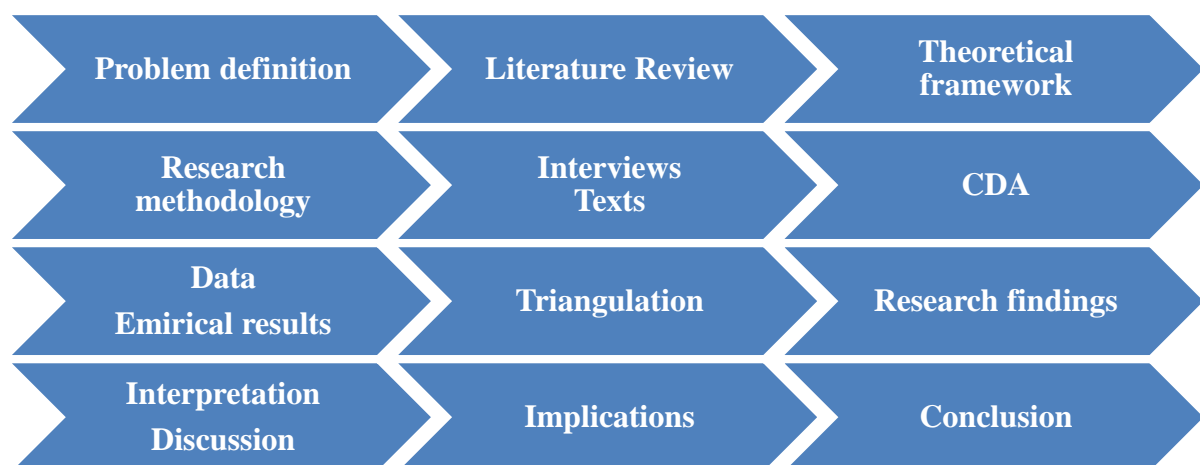 Problem definition
Literature Review
Theoretical
framework
Research
methodology
Interviews
Texts
CDA
Data
Emirical results
Triangulation
Research findings
Interpretation
Discussion
Implications
Conclusion